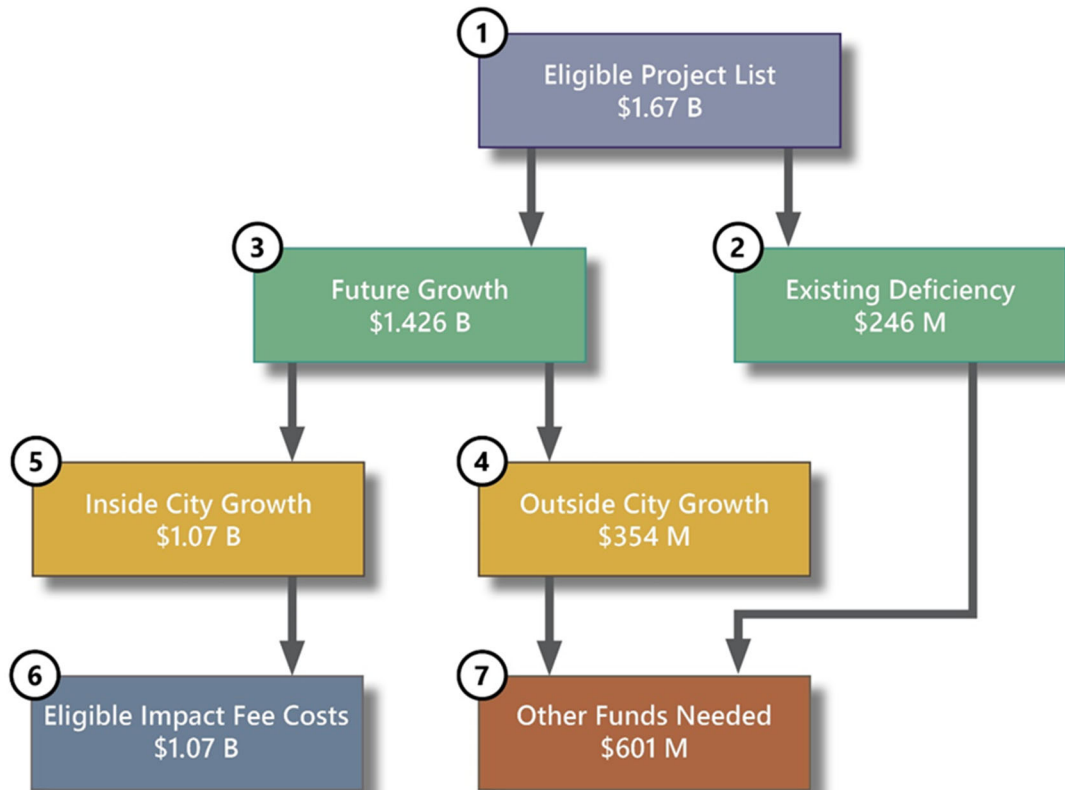 1
Eligible Project List
$1.67 B
3
Future Growth
$1.426 B
2
Existing Deficiency
$246 M
5
Inside City Growth
$1.07 B
4
Outside City Growth
$354 M
6
Eligible Impact Fee Costs
$1.07 B
7
Other Funds Needed
$601 M